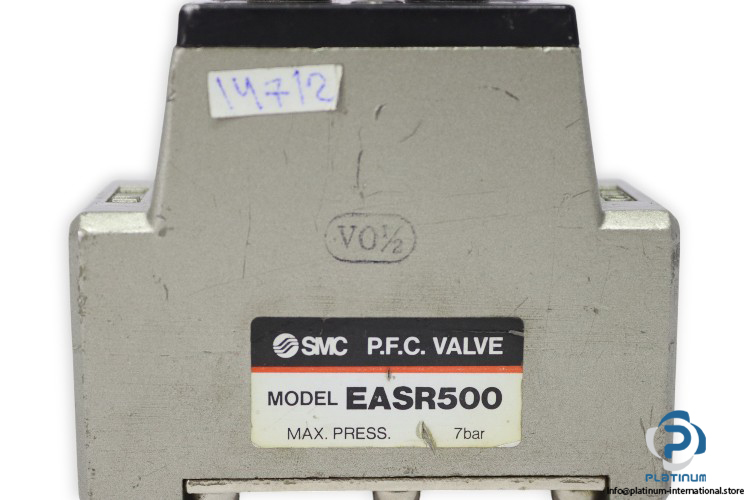 14712
VO½
SMC P.F.C. VALVE
MODEL EASR500
MAX. PRESS. 7bar
PLATINUM
info@platinum-international.store